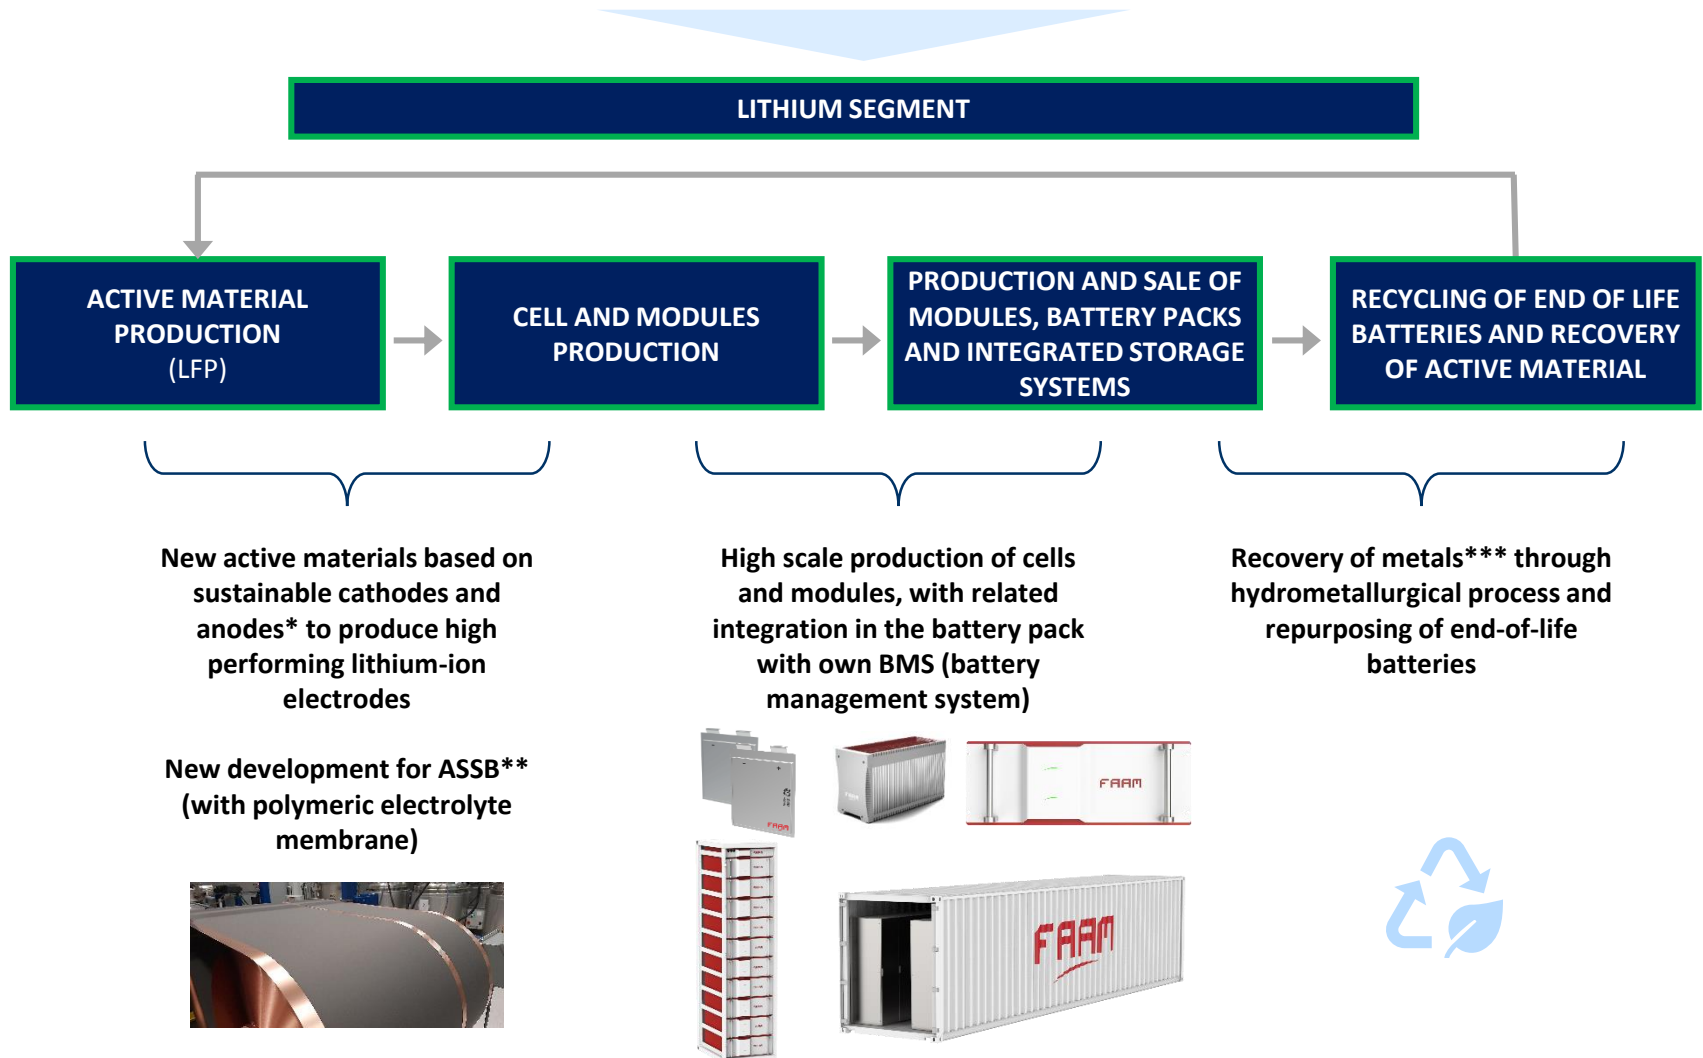 LITHIUM SEGMENT
ACTIVE MATERIAL
PRODUCTION
(LFP)
CELL AND MODULES
PRODUCTION
PRODUCTION AND SALE OF
MODULES, BATTERY PACKS
AND INTEGRATED STORAGE
SYSTEMS
RECYCLING OF END OF LIFE
BATTERIES AND RECOVERY
OF ACTIVE MATERIAL
New active materials based on
sustainable cathodes and
anodes* to produce high
performing lithium-ion
electrodes
New development for ASSB**
(with polymeric electrolyte
membrane)
High scale production of cells
and modules, with related
integration in the battery pack
with own BMS (battery
management system)
FAAM
FAAM
FAAM
FAAM
Recovery of metals*** through
hydrometallurgical process and
repurposing of end-of-life
batteries